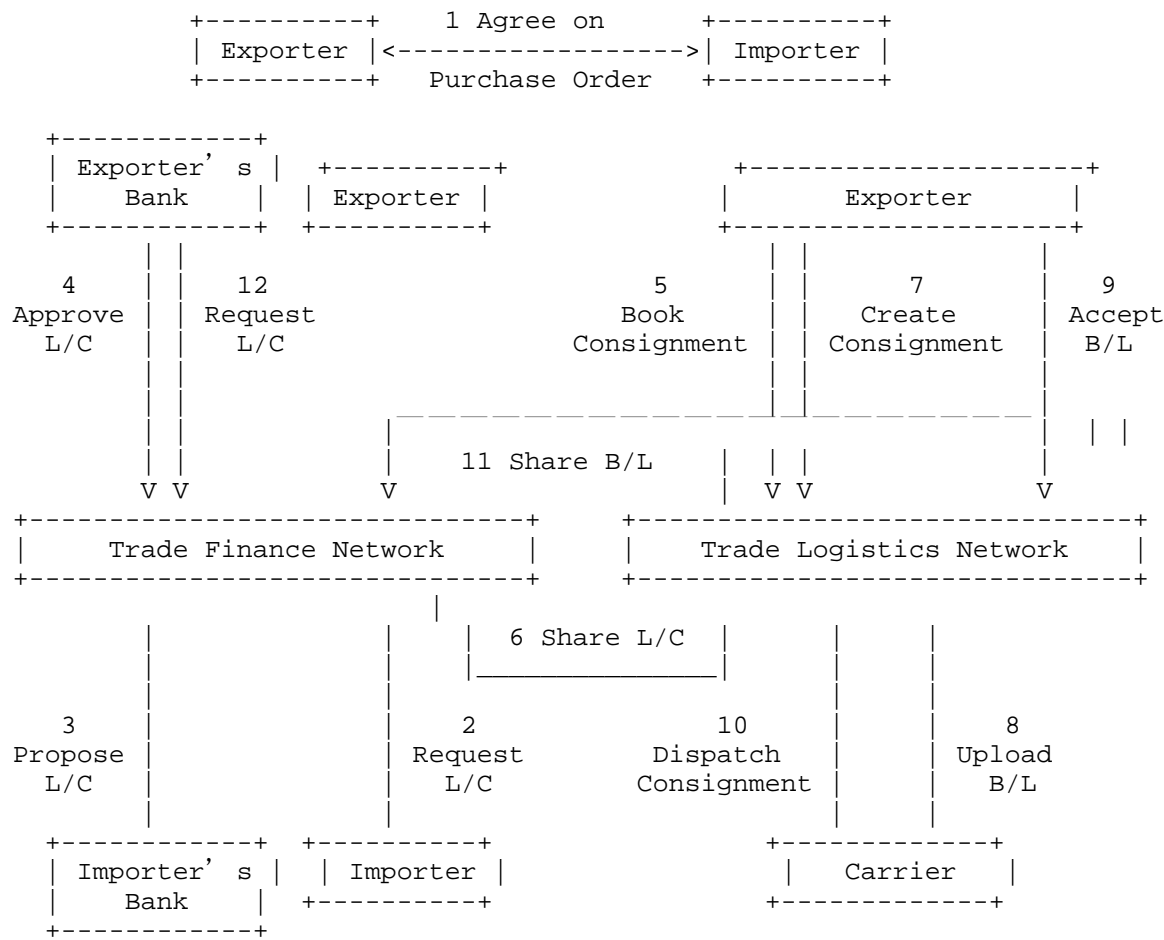 1 Agree on
Exporter Importer
Purchase Order
Exporter’ s
Bank
Exporter
Exporter
4 12 5 7 9
Approve Request Book Create Accept
L/C L/C Consignment Consignment B/L
11 Share B/L
V V V V V V
Trade Finance Network Trade Logistics Network
6 Share L/C
3 2 10 8
Propose Request Dispatch Upload
L/C L/C Consignment B/L
Importer’ s Importer Carrier
Bank